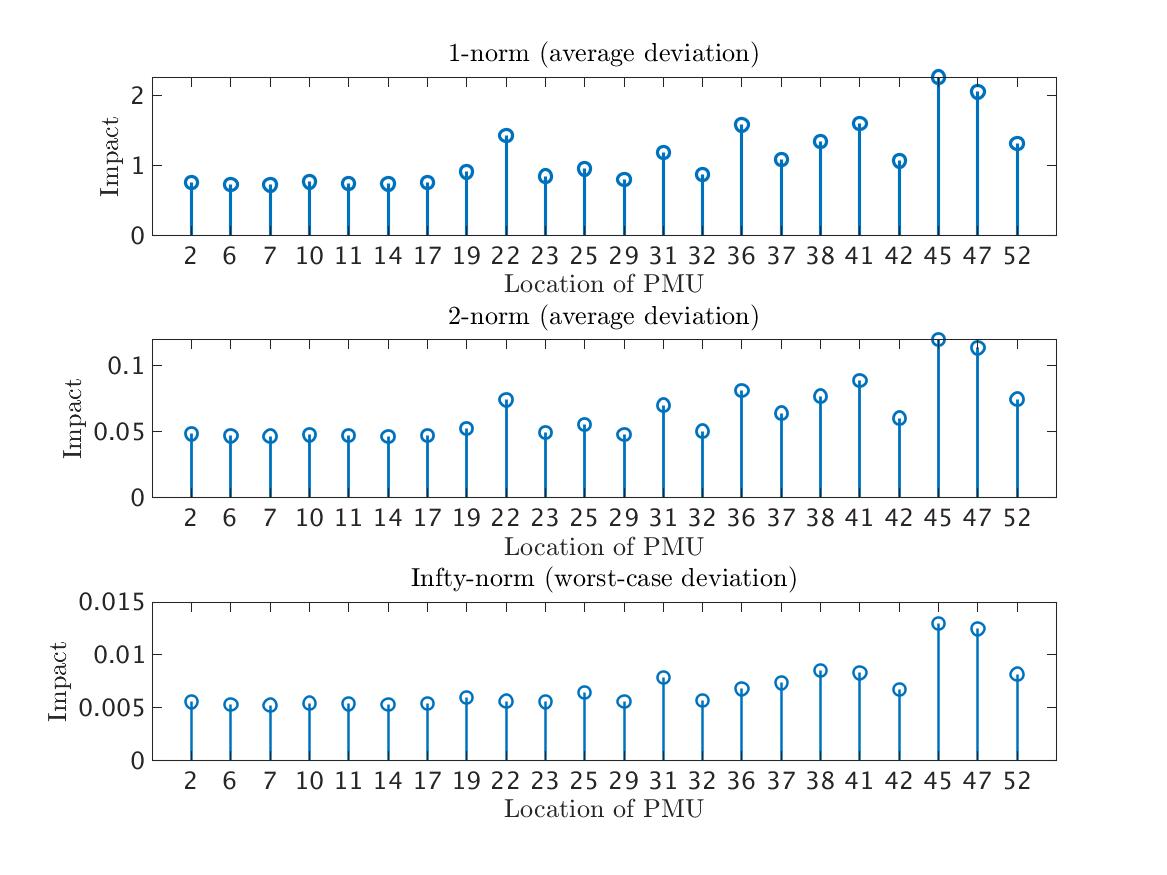 1-norm (average deviation)
Impact
2
1
0
2 6 7 10 11 14 17 19 22 23 25 29 31 32 36 37 38 41 42 45 47 52
Location of PMU
2-norm (average deviation)
Impact
0.1
0.05
0
2 6 7 10 11 14 17 19 22 23 25 29 31 32 36 37 38 41 42 45 47 52
Location of PMU
Infty-norm (worst-case deviation)
Impact
0.015
0.01
0.005
0
2 6 7 10 11 14 17 19 22 23 25 29 31 32 36 37 38 41 42 45 47 52
Location of PMU